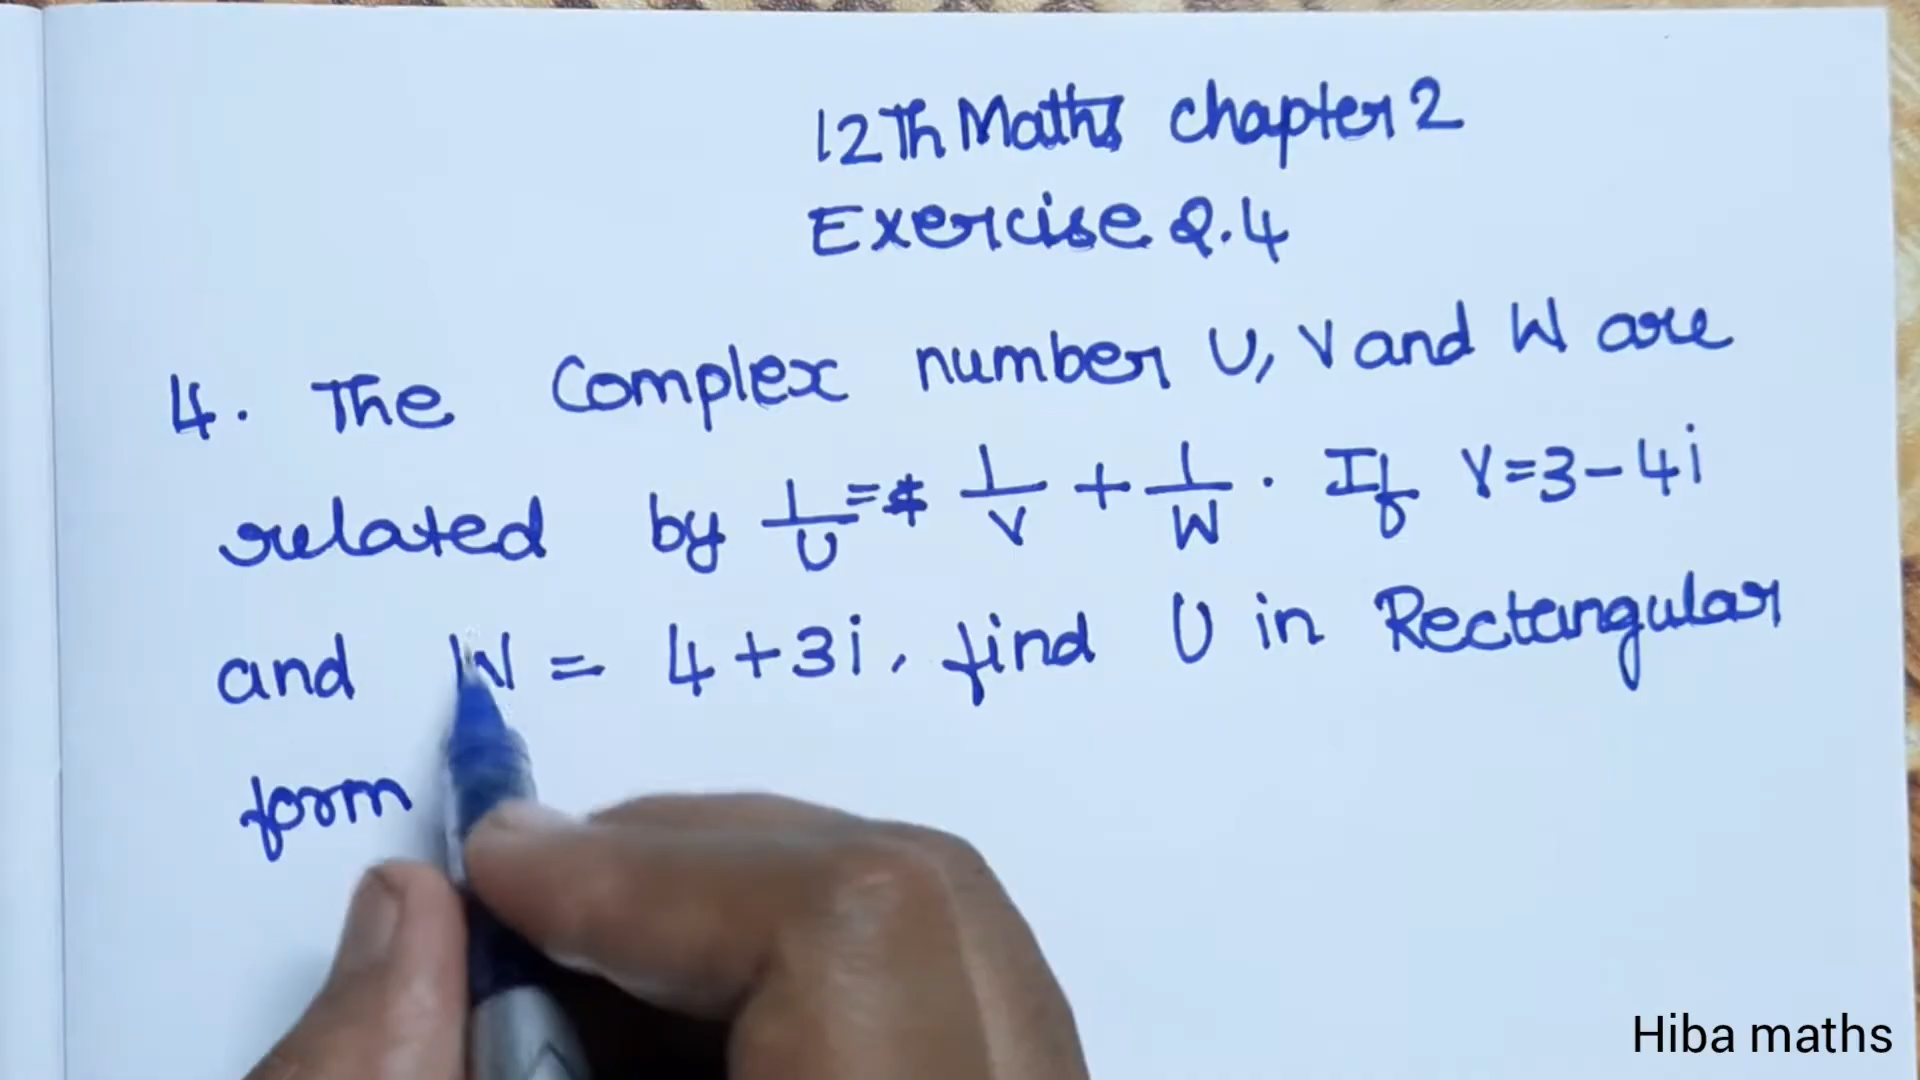 12Th Maths chapter 2
Exercise 2.4
4. The Complex number U, V and W are
related by 1/U = 1/V + 1/W. If V=3-4i
and W = 4+3i, find U in Rectangular
form
Hiba maths